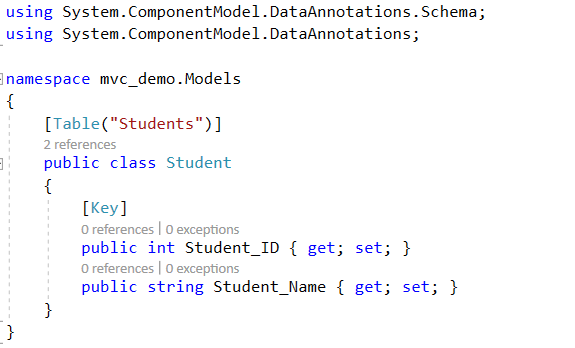 using System.ComponentModel.DataAnnotations.Schema;
using System.ComponentModel.DataAnnotations;
namespace mvc_demo.Models
{
[Table("Students")]
2 references
public class Student
{
[Key]
0 references | 0 exceptions
public int Student_ID { get; set; }
0 references | 0 exceptions
public string Student_Name { get; set; }
}
}